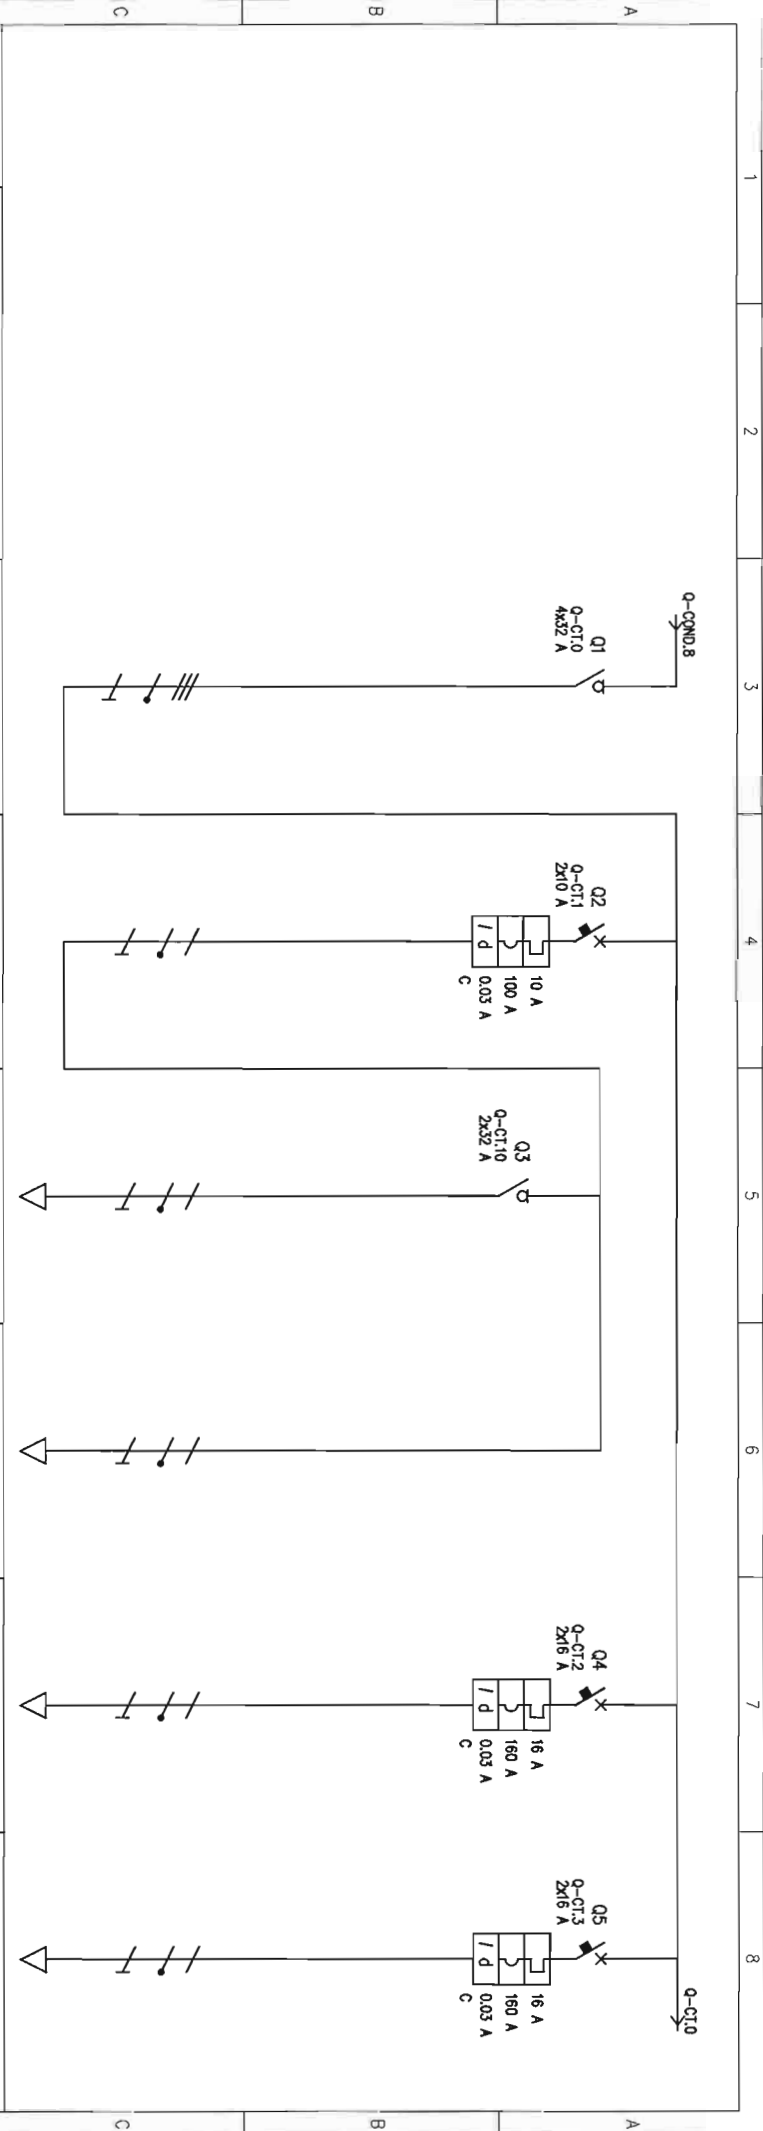 1
2
3
4
5
6
7
8
A
A
Q-COND.8
Q-CT.0
Q1
Q-CT.0
4x32 A
Q2
Q-CT.1
2x10 A
10 A
100 A
I d
0.03 A
C
Q3
Q-CT.10
2x32 A
Q4
Q-CT.2
2x16 A
16 A
160 A
I d
0.03 A
C
Q5
Q-CT.3
2x16 A
16 A
160 A
I d
0.03 A
C
B
B
C
C